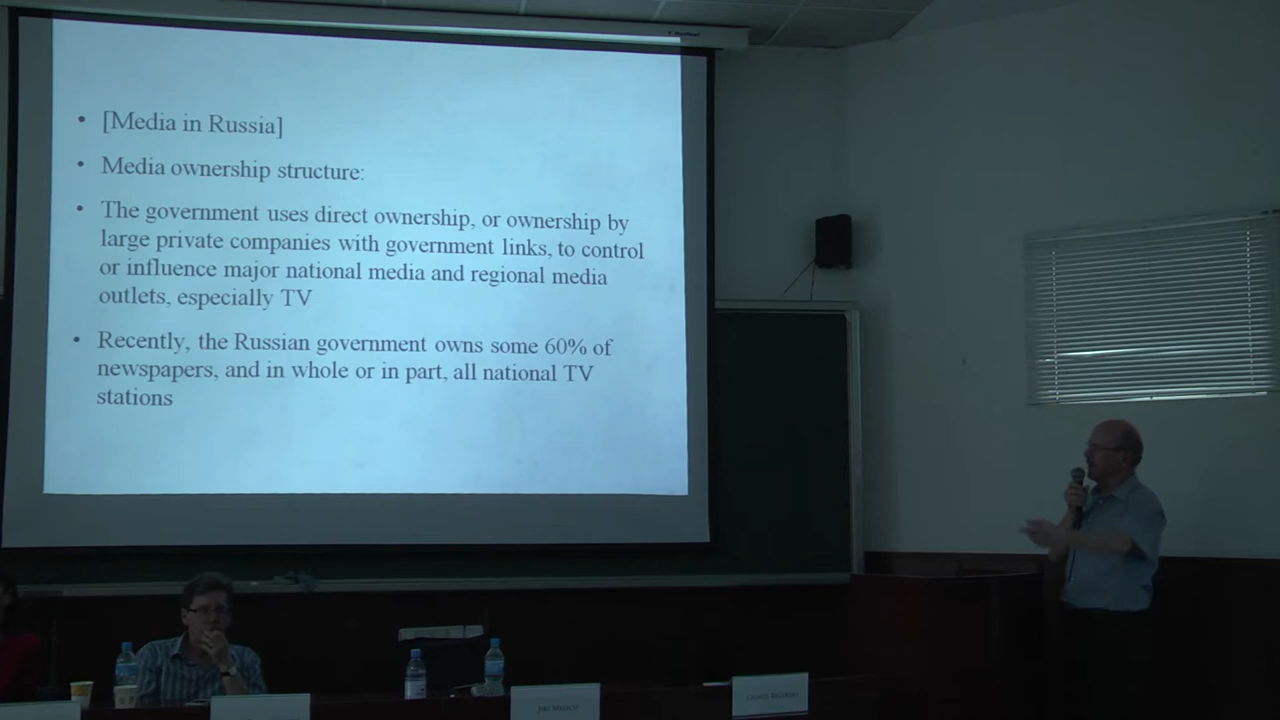 • [Media in Russia]
• Media ownership structure:
• The government uses direct ownership, or ownership by
large private companies with government links, to control
or influence major national media and regional media
outlets, especially TV
• Recently, the Russian government owns some 60% of
newspapers, and in whole or in part, all national TV
stations